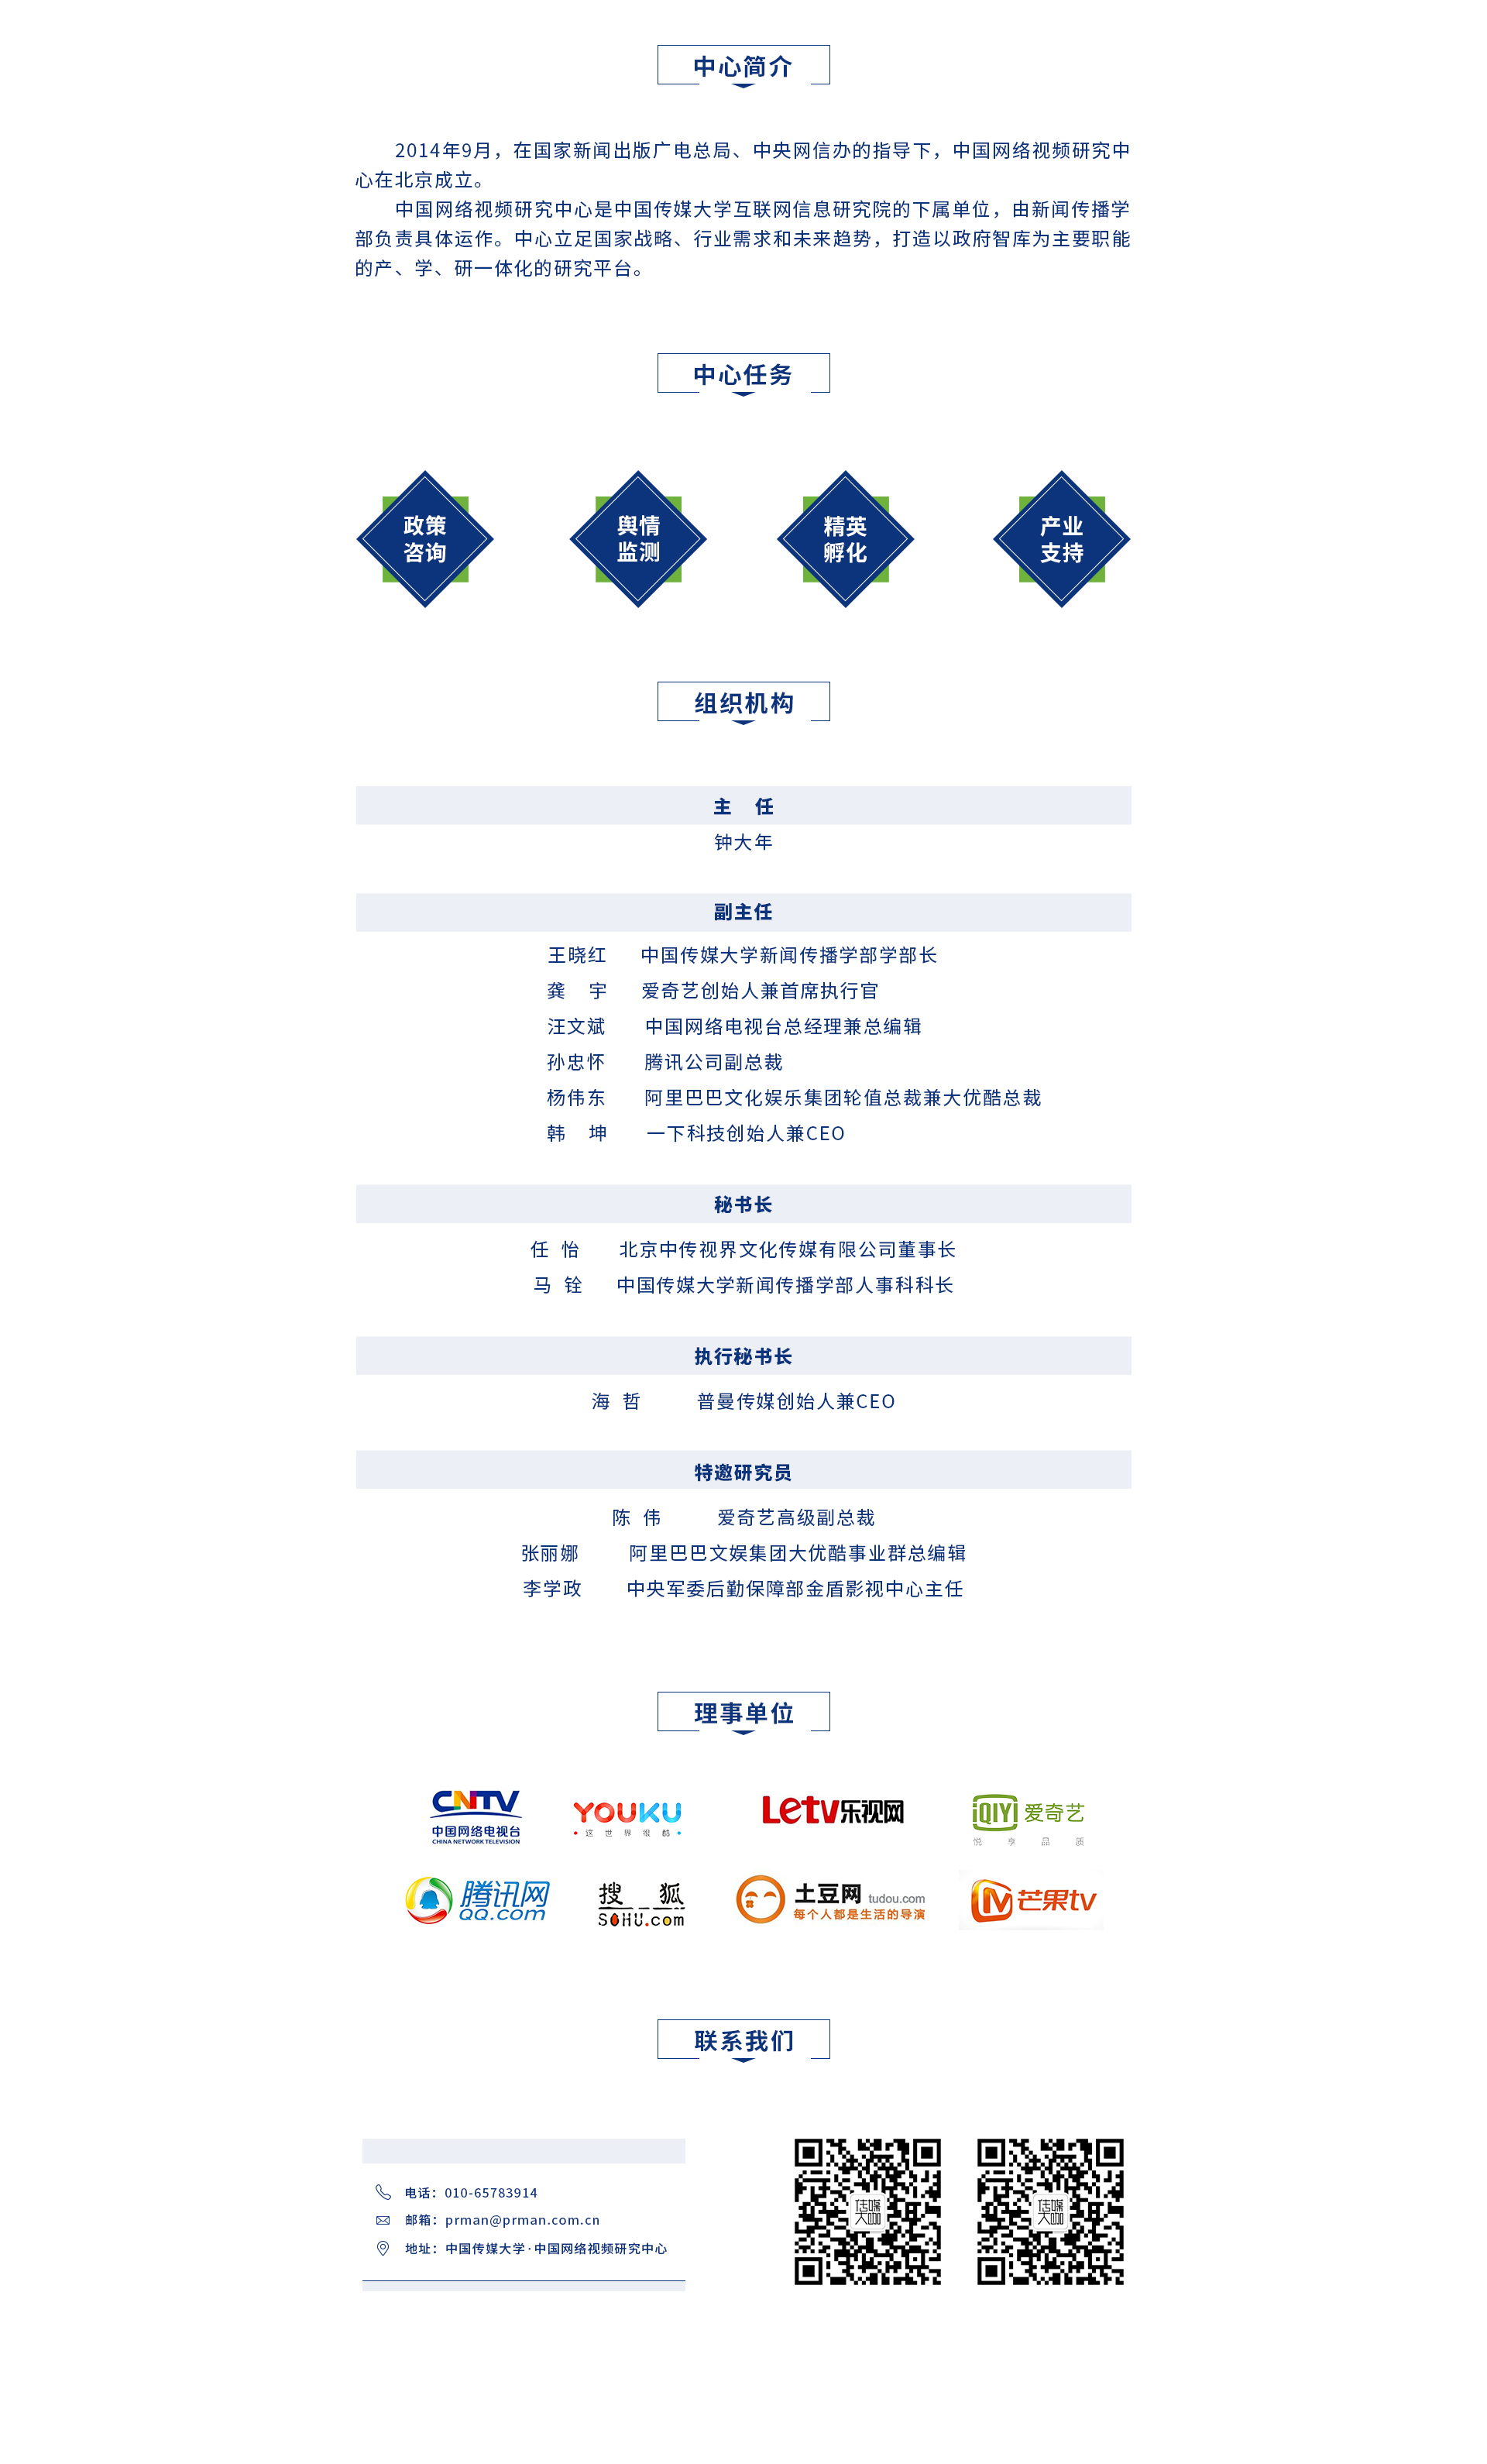 中心简介
2014年9月，在国家新闻出版广电总局、中央网信办的指导下，中国网络视频研究中
心在北京成立。
中国网络视频研究中心是中国传媒大学互联网信息研究院的下属单位，由新闻传播学
部负责具体运作。中心立足国家战略、行业需求和未来趋势，打造以政府智库为主要职能
的产、学、研一体化的研究平台。
中心任务
政策
咨询
舆情
监测
精英
孵化
产业
支持
组织机构
主 任
钟大年
副主任
王晓红 中国传媒大学新闻传播学部学部长
龚 宇 爱奇艺创始人兼首席执行官
汪文斌 中国网络电视台总经理兼总编辑
孙忠怀 腾讯公司副总裁
杨伟东 阿里巴巴文化娱乐集团轮值总裁兼大优酷总裁
韩 坤 一下科技创始人兼CEO
秘书长
任 怡 北京中传视界文化传媒有限公司董事长
马 铨 中国传媒大学新闻传播学部人事科科长
执行秘书长
海 哲 普曼传媒创始人兼CEO
特邀研究员
陈 伟 爱奇艺高级副总裁
张丽娜 阿里巴巴文娱集团大优酷事业群总编辑
李学政 中央军委后勤保障部金盾影视中心主任
理事单位
CNTV
中国网络电视台
CHINA NETWORK TELEVISION
YOUKU
这世界很酷
Letv乐视网
iQIYI 爱奇艺
悦享品质
腾讯网
QQ.com
搜狐
SOHU.com
土豆网 tudou.com
每个人都是生活的导演
芒果tv
联系我们
电话：010-65783914
邮箱：prman@prman.com.cn
地址：中国传媒大学·中国网络视频研究中心
传媒
大咖
传媒
大咖